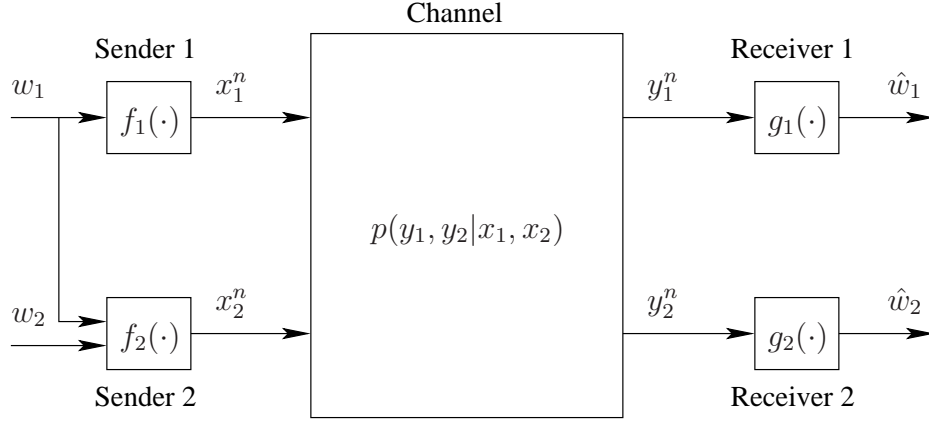 Channel
Sender 1
Receiver 1
w₁
x₁ⁿ
y₁ⁿ
ŵ₁
f₁(·)
g₁(·)
p(y₁, y₂|x₁, x₂)
w₂
x₂ⁿ
y₂ⁿ
ŵ₂
f₂(·)
g₂(·)
Sender 2
Receiver 2